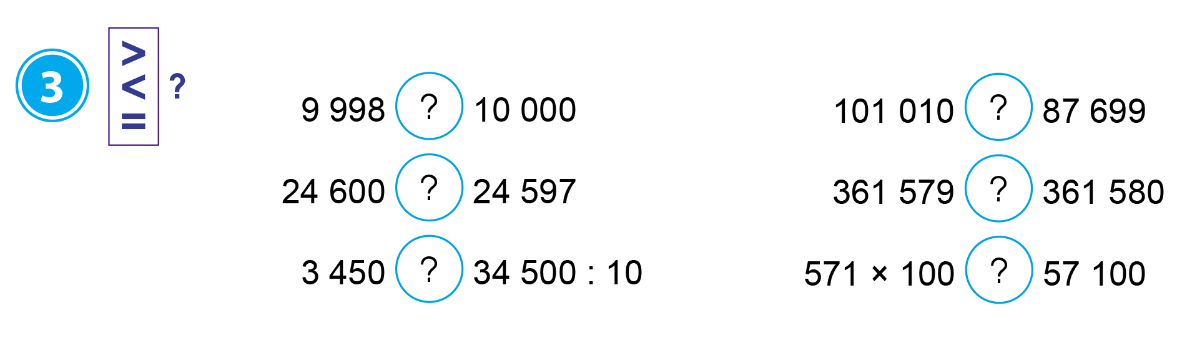 3
>
<
=
?
9 998 ? 10 000
24 600 ? 24 597
3 450 ? 34 500 : 10
101 010 ? 87 699
361 579 ? 361 580
571 × 100 ? 57 100